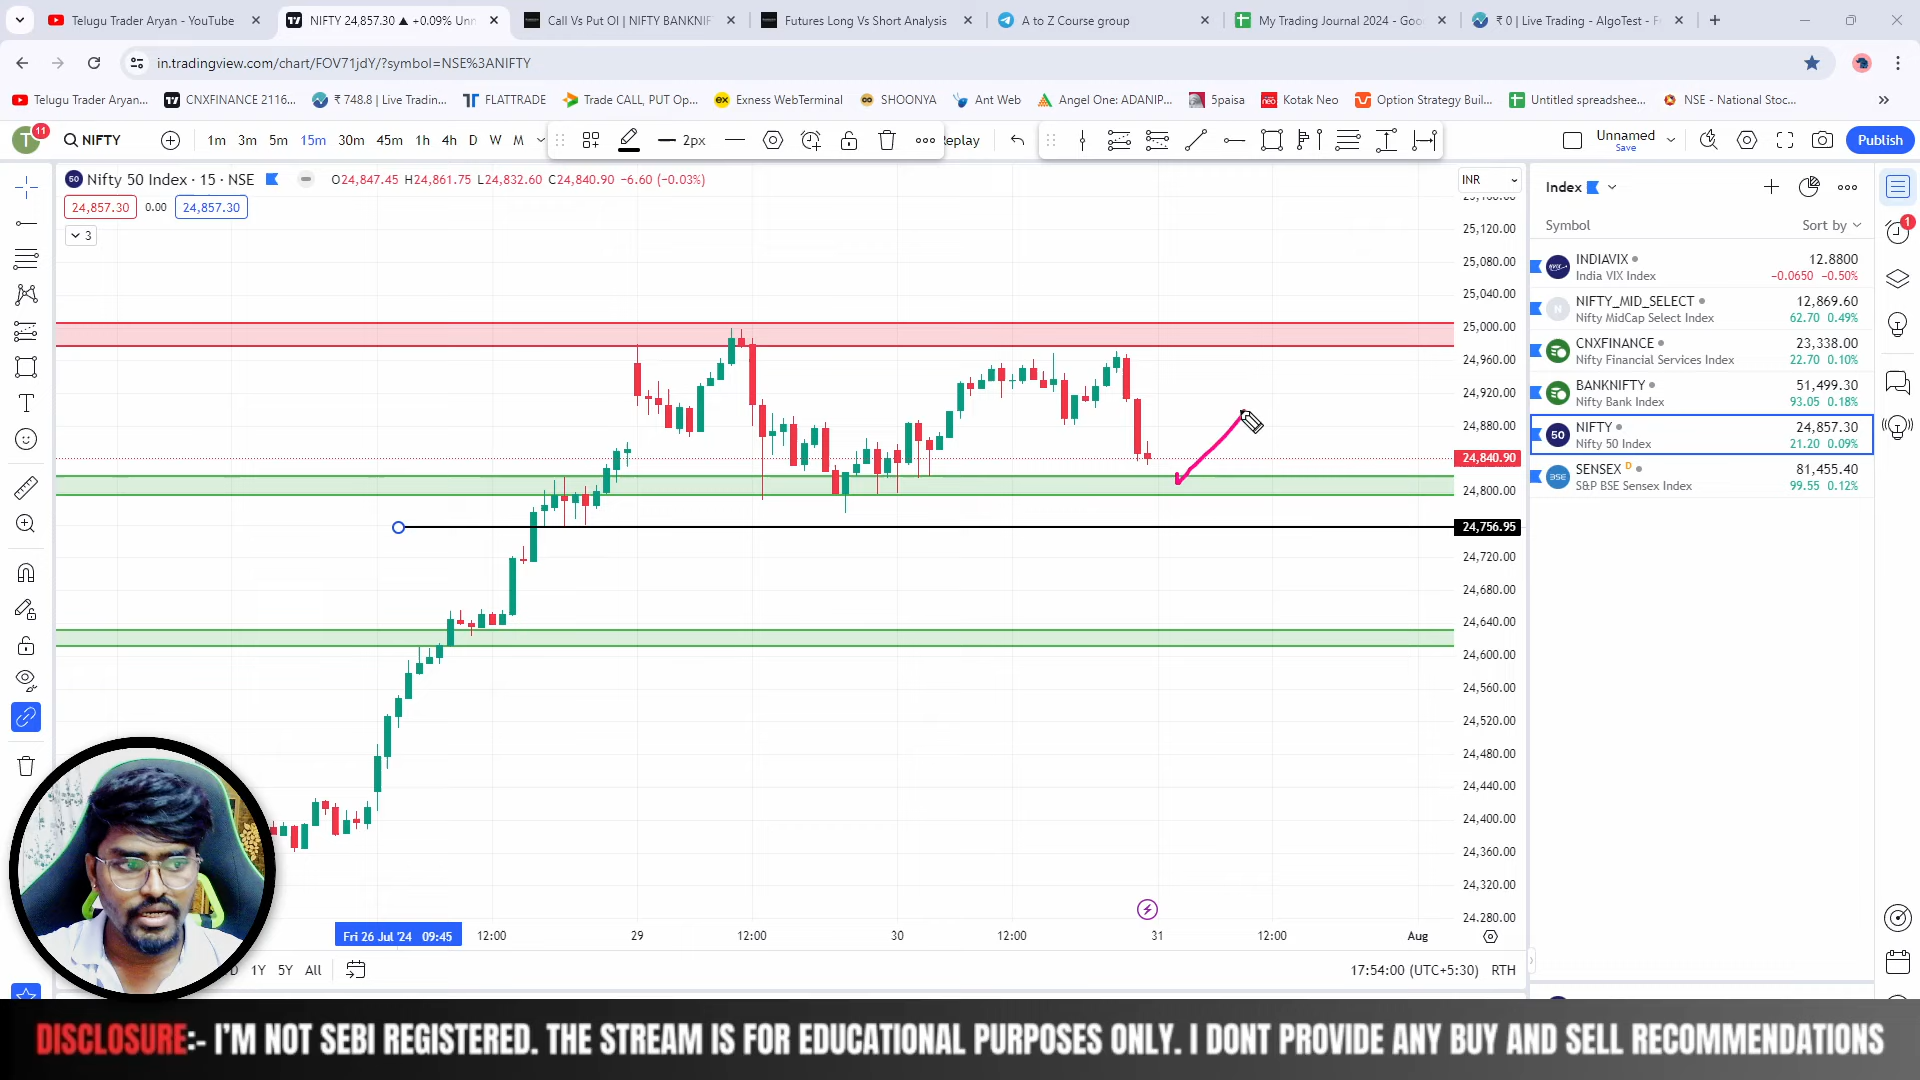 Telugu Trader Aryan - YouTube
NIFTY 24,857.30 ▲ +0.09% Unn
Call Vs Put OI | NIFTY BANKNIF
Futures Long Vs Short Analysis
A to Z Course group
My Trading Journal 2024 - Goo
₹ 0 | Live Trading - AlgoTest - F
in.tradingview.com/chart/FOV71jdY/?symbol=NSE%3ANIFTY
Telugu Trader Aryan...
CNXFINANCE 2116...
₹ 748.8 | Live Tradin...
FLATTRADE
Trade CALL, PUT Op...
Exness WebTerminal
SHOONYA
Ant Web
Angel One: ADANIP...
5paisa
Kotak Neo
Option Strategy Buil...
Untitled spreadshee...
NSE - National Stoc...
T 11
NIFTY
1m 3m 5m 15m 30m 45m 1h 4h D W M
2px
eplay
Unnamed
Save
Publish
50 Nifty 50 Index · 15 · NSE
O24,847.45 H24,861.75 L24,832.60 C24,840.90 -6.60 (-0.03%)
24,857.30 0.00 24,857.30
3
INR
25,120.00
25,080.00
25,040.00
25,000.00
24,960.00
24,920.00
24,880.00
24,840.90
24,800.00
24,756.95
24,720.00
24,680.00
24,640.00
24,600.00
24,560.00
24,520.00
24,480.00
24,440.00
24,400.00
24,360.00
24,320.00
24,280.00
Fri 26 Jul '24 09:45 12:00 29 12:00 30 12:00 31 12:00 Aug
1Y 5Y All
17:54:00 (UTC+5:30) RTH
Index
Symbol Sort by
INDIAVIX 12.8800
India VIX Index −0.0650 −0.50%
NIFTY_MID_SELECT 12,869.60
Nifty MidCap Select Index 62.70 0.49%
CNXFINANCE 23,338.00
Nifty Financial Services Index 22.70 0.10%
BANKNIFTY 51,499.30
Nifty Bank Index 93.05 0.18%
NIFTY 24,857.30
50 Nifty 50 Index 21.20 0.09%
SENSEX D 81,455.40
BSE S&P BSE Sensex Index 99.55 0.12%
1
DISCLOSURE:- I'M NOT SEBI REGISTERED. THE STREAM IS FOR EDUCATIONAL PURPOSES ONLY. I DONT PROVIDE ANY BUY AND SELL RECOMMENDATIONS